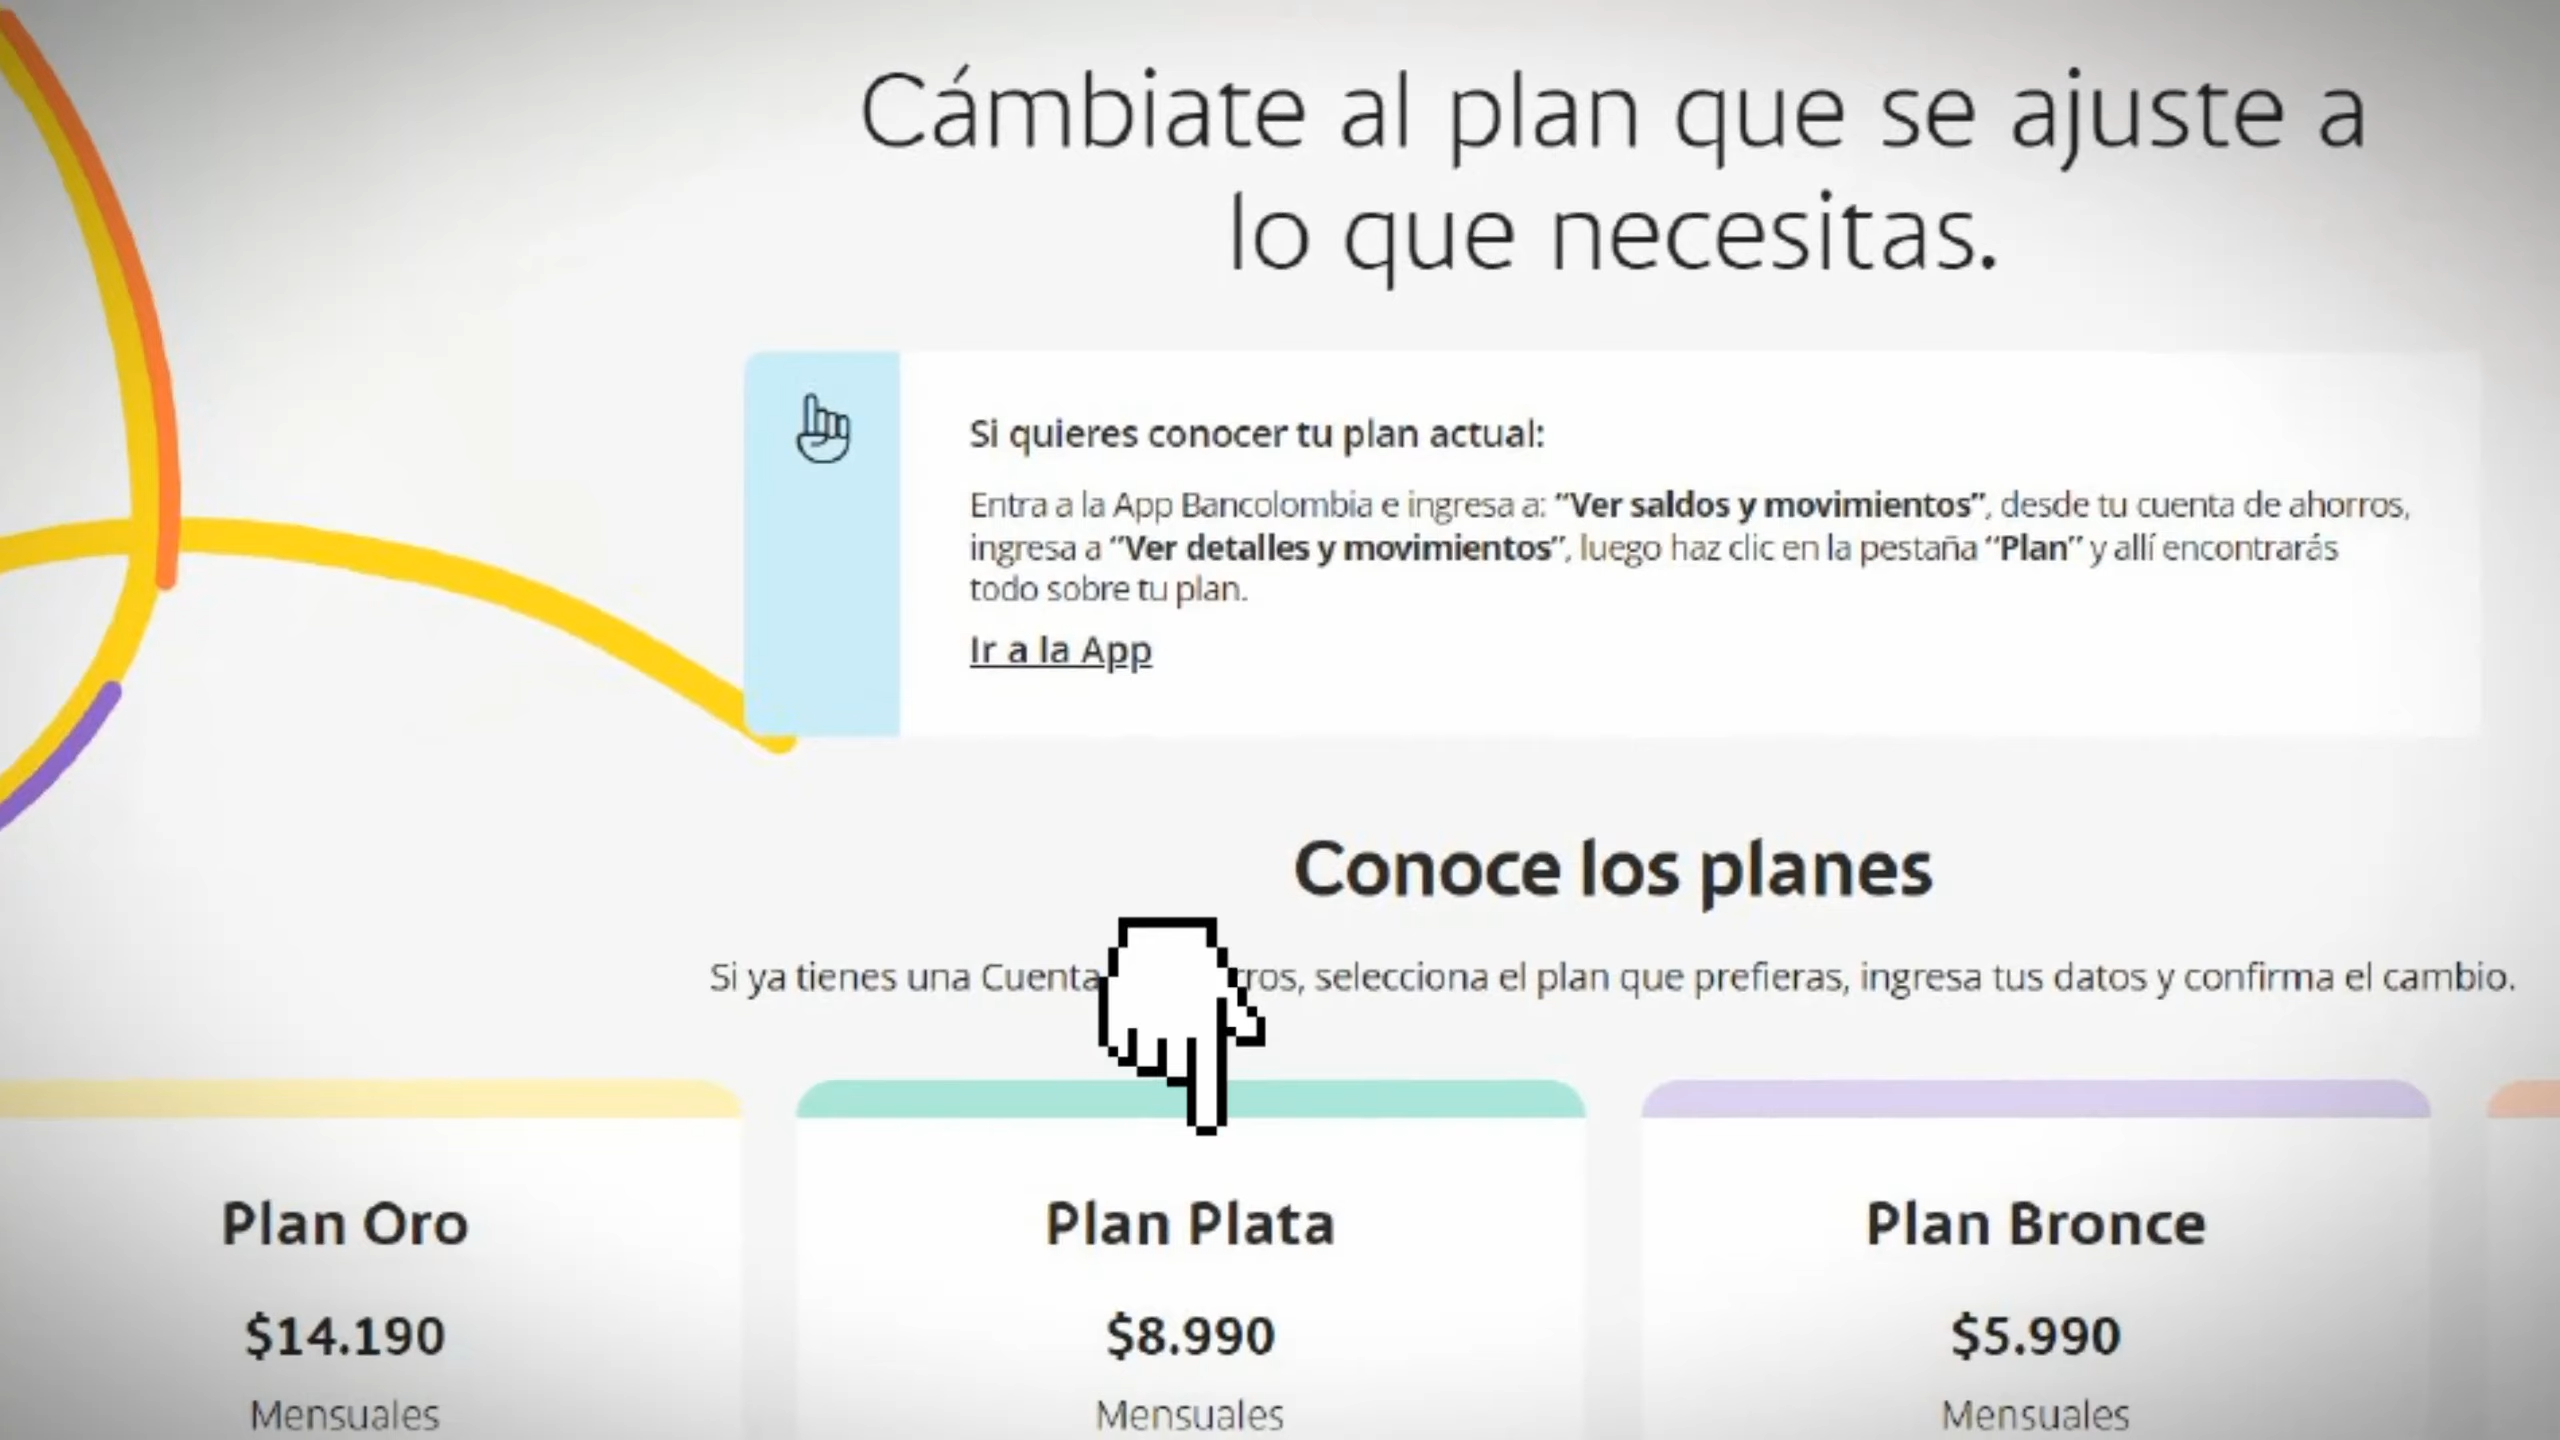 Cámbiate al plan que se ajuste a
lo que necesitas.
Si quieres conocer tu plan actual:
Entra a la App Bancolombia e ingresa a: “Ver saldos y movimientos”, desde tu cuenta de ahorros,
ingresa a “Ver detalles y movimientos”, luego haz clic en la pestaña “Plan” y allí encontrarás
todo sobre tu plan.
Ir a la App
Conoce los planes
Si ya tienes una Cuenta rros, selecciona el plan que prefieras, ingresa tus datos y confirma el cambio.
Plan Oro
$14.190
Mensuales
Plan Plata
$8.990
Mensuales
Plan Bronce
$5.990
Mensuales